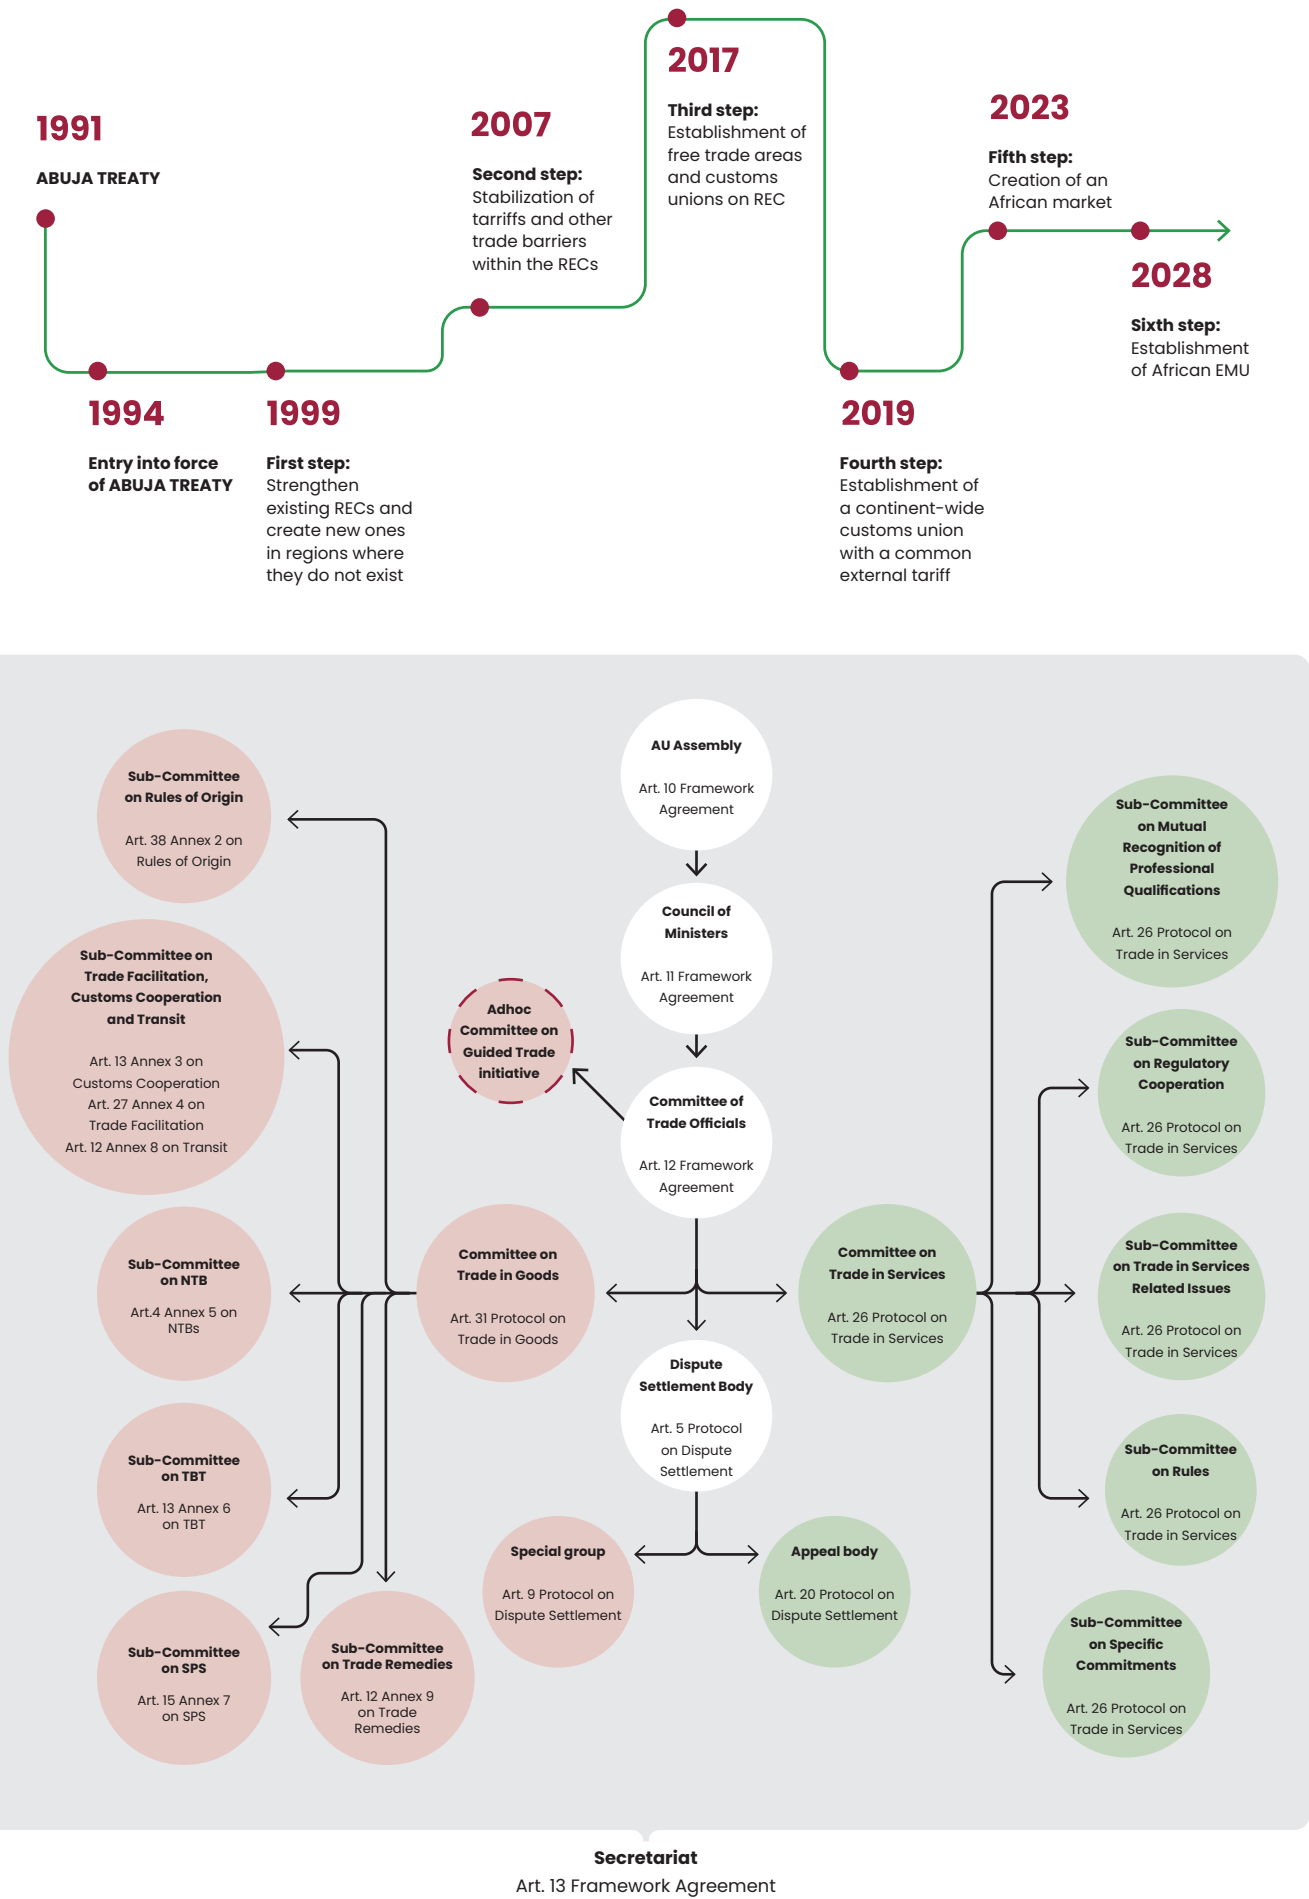 1991
ABUJA TREATY
1994
Entry into force
of ABUJA TREATY
1999
First step:
Strengthen
existing RECs and
create new ones
in regions where
they do not exist
2007
Second step:
Stabilization of
tarriffs and other
trade barriers
within the RECs
2017
Third step:
Establishment of
free trade areas
and customs
unions on REC
2019
Fourth step:
Establishment of
a continent-wide
customs union
with a common
external tariff
2023
Fifth step:
Creation of an
African market
2028
Sixth step:
Establishment
of African EMU
AU Assembly
Art. 10 Framework
Agreement
Council of
Ministers
Art. 11 Framework
Agreement
Adhoc
Committee on
Guided Trade
initiative
Committee of
Trade Officials
Art. 12 Framework
Agreement
Committee on
Trade in Goods
Art. 31 Protocol on
Trade in Goods
Committee on
Trade in Services
Art. 26 Protocol on
Trade in Services
Dispute
Settlement Body
Art. 5 Protocol
on Dispute
Settlement
Special group
Art. 9 Protocol on
Dispute Settlement
Appeal body
Art. 20 Protocol on
Dispute Settlement
Sub-Committee
on Rules of Origin
Art. 38 Annex 2 on
Rules of Origin
Sub-Committee on
Trade Facilitation,
Customs Cooperation
and Transit
Art. 13 Annex 3 on
Customs Cooperation
Art. 27 Annex 4 on
Trade Facilitation
Art. 12 Annex 8 on Transit
Sub-Committee
on NTB
Art.4 Annex 5 on
NTBs
Sub-Committee
on TBT
Art. 13 Annex 6
on TBT
Sub-Committee
on SPS
Art. 15 Annex 7
on SPS
Sub-Committee
on Trade Remedies
Art. 12 Annex 9
on Trade
Remedies
Sub-Committee
on Mutual
Recognition of
Professional
Qualifications
Art. 26 Protocol on
Trade in Services
Sub-Committee
on Regulatory
Cooperation
Art. 26 Protocol on
Trade in Services
Sub-Committee
on Trade in Services
Related Issues
Art. 26 Protocol on
Trade in Services
Sub-Committee
on Rules
Art. 26 Protocol on
Trade in Services
Sub-Committee
on Specific
Commitments
Art. 26 Protocol on
Trade in Services
Secretariat
Art. 13 Framework Agreement